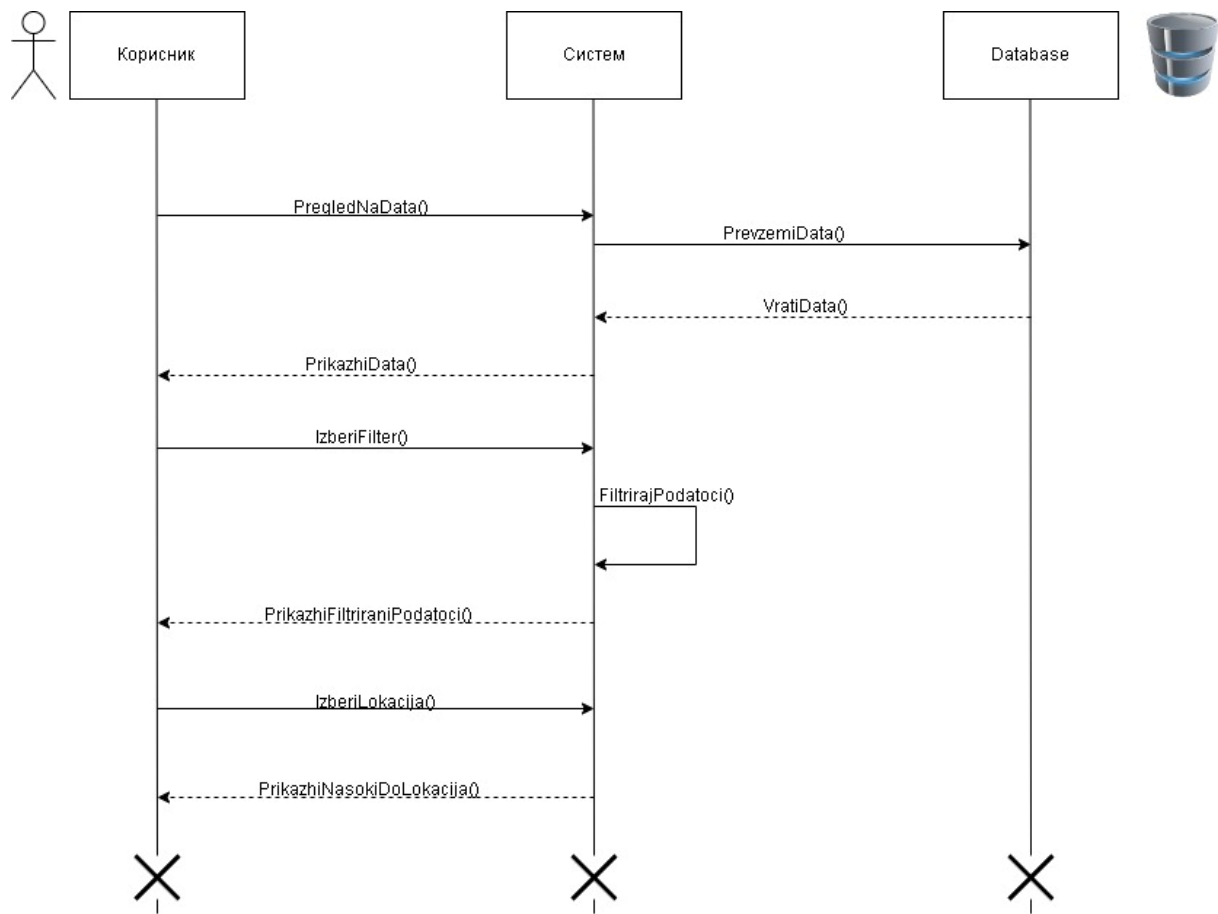 Корисник
Систем
Database
PregledNaData()
PrevzemiData()
VratiData()
PrikazhiData()
IzberiFilter()
FiltrirajPodatoci()
PrikazhiFiltriraniPodatoci()
IzberiLokacija()
PrikazhiNasokiDoLokacija()